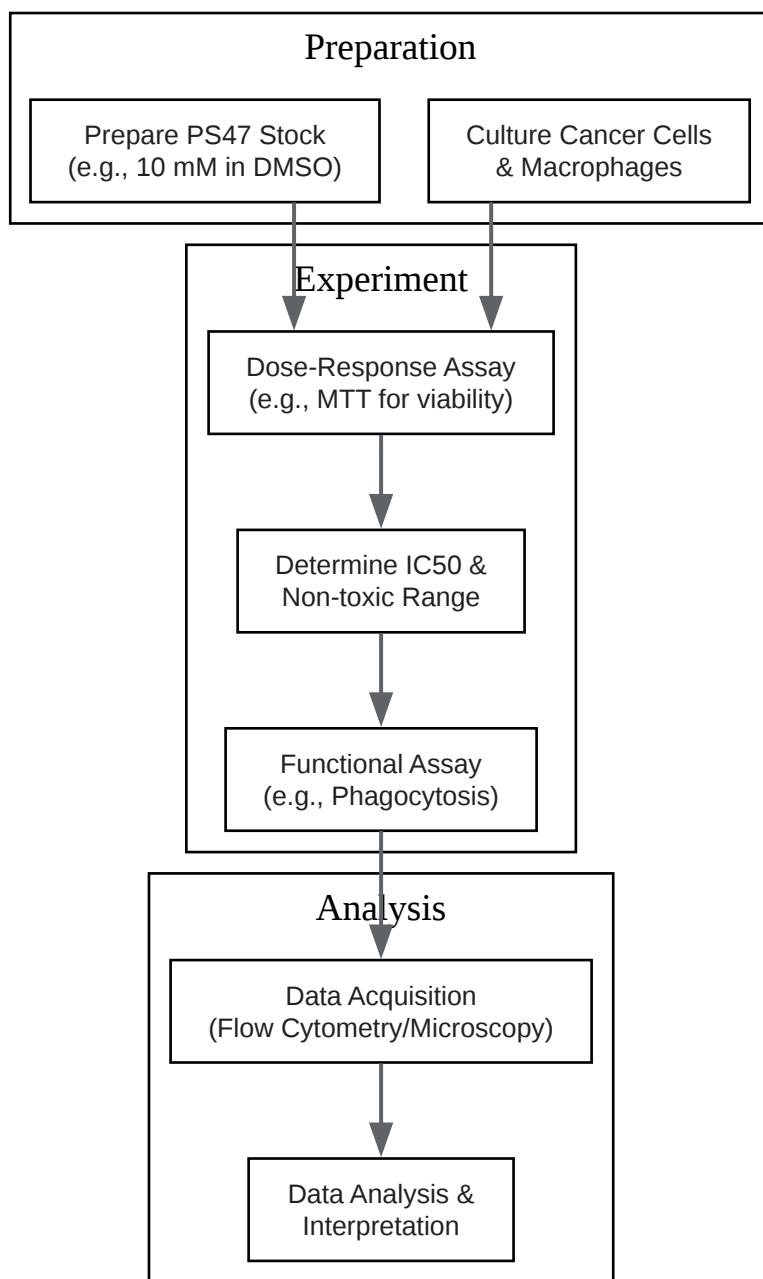 Preparation
Prepare PS47 Stock
(e.g., 10 mM in DMSO)
Culture Cancer Cells
& Macrophages
Experiment
Dose-Response Assay
(e.g., MTT for viability)
Determine IC50 &
Non-toxic Range
Functional Assay
(e.g., Phagocytosis)
Analysis
Data Acquisition
(Flow Cytometry/Microscopy)
Data Analysis &
Interpretation